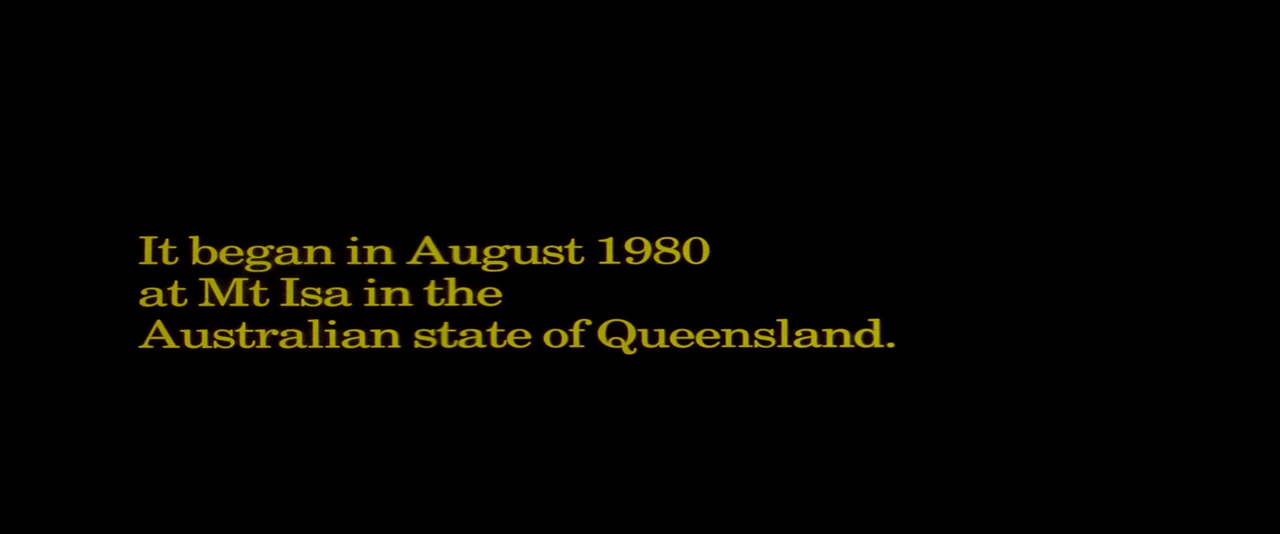 It began in August 1980
at Mt Isa in the
Australian state of Queensland.